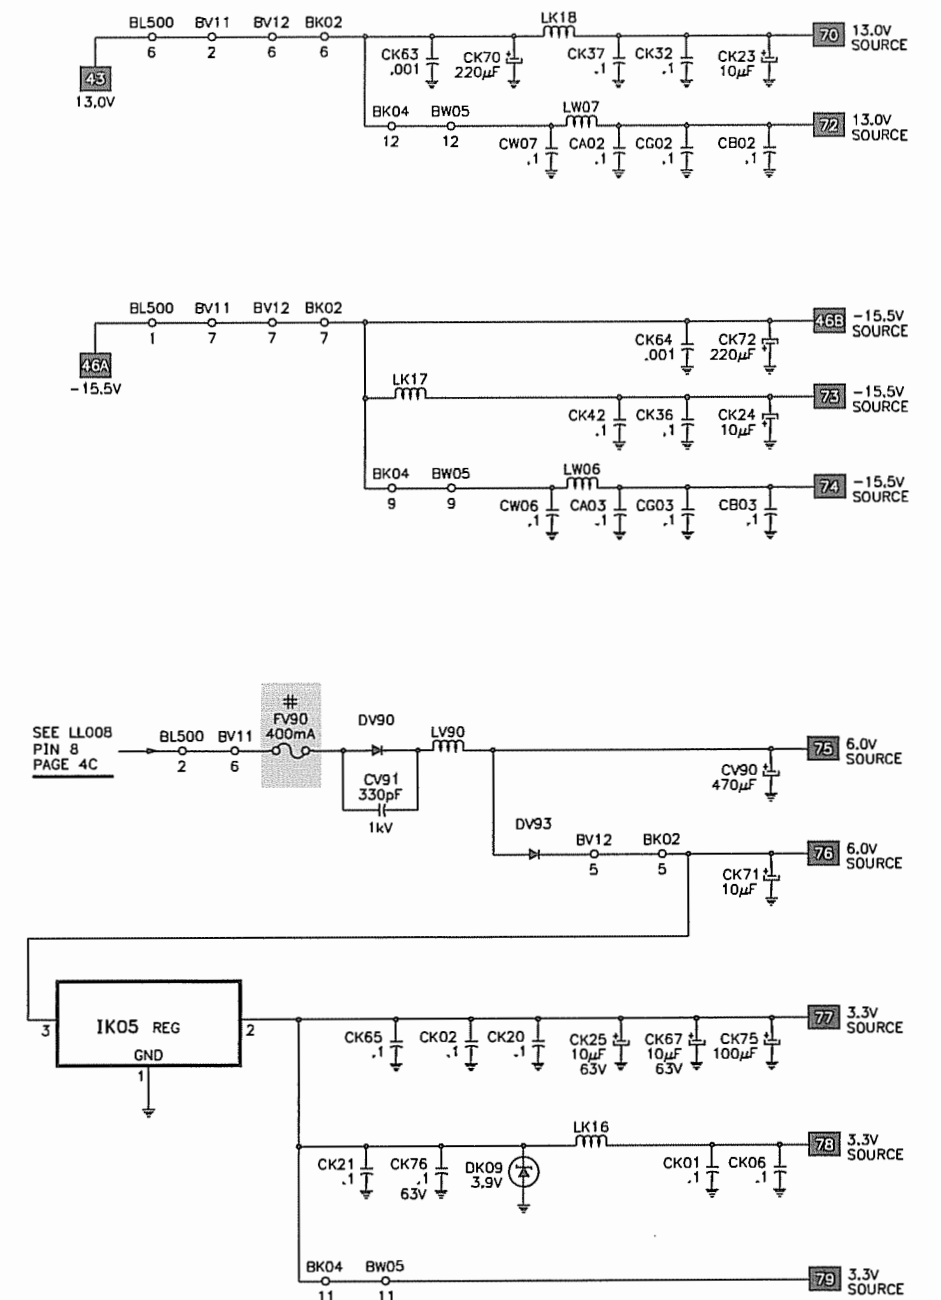 BL500 BV11 BV12 BK02
6 2 6 6
LK18
43
13.0V
CK63
.001
CK70
220µF
CK37
.1
CK32
.1
CK23
10µF
70
13.0V
SOURCE
BK04 BW05
12 12
LW07
CW07
.1
CA02
.1
CG02
.1
CB02
.1
72
13.0V
SOURCE
BL500 BV11 BV12 BK02
1 7 7 7
46A
-15.5V
CK64
.001
CK72
220µF
46B
-15.5V
SOURCE
LK17
CK42
.1
CK36
.1
CK24
10µF
73
-15.5V
SOURCE
BK04 BW05
9 9
LW06
CW06
.1
CA03
.1
CG03
.1
CB03
.1
74
-15.5V
SOURCE
SEE LL008
PIN 8
PAGE 4C
BL500 BV11
2 6
#
FV90
400mA
DV90
CV91
330pF
1kV
LV90
CV90
470µF
75
6.0V
SOURCE
DV93
BV12 BK02
5 5
CK71
10µF
76
6.0V
SOURCE
3
IK05 REG
GND
1
2
CK65
.1
CK02
.1
CK20
.1
CK25
10µF
63V
CK67
10µF
63V
CK75
100µF
77
3.3V
SOURCE
CK21
.1
CK76
.1
63V
DK09
3.9V
LK16
CK01
.1
CK06
.1
78
3.3V
SOURCE
BK04 BW05
11 11
79
3.3V
SOURCE